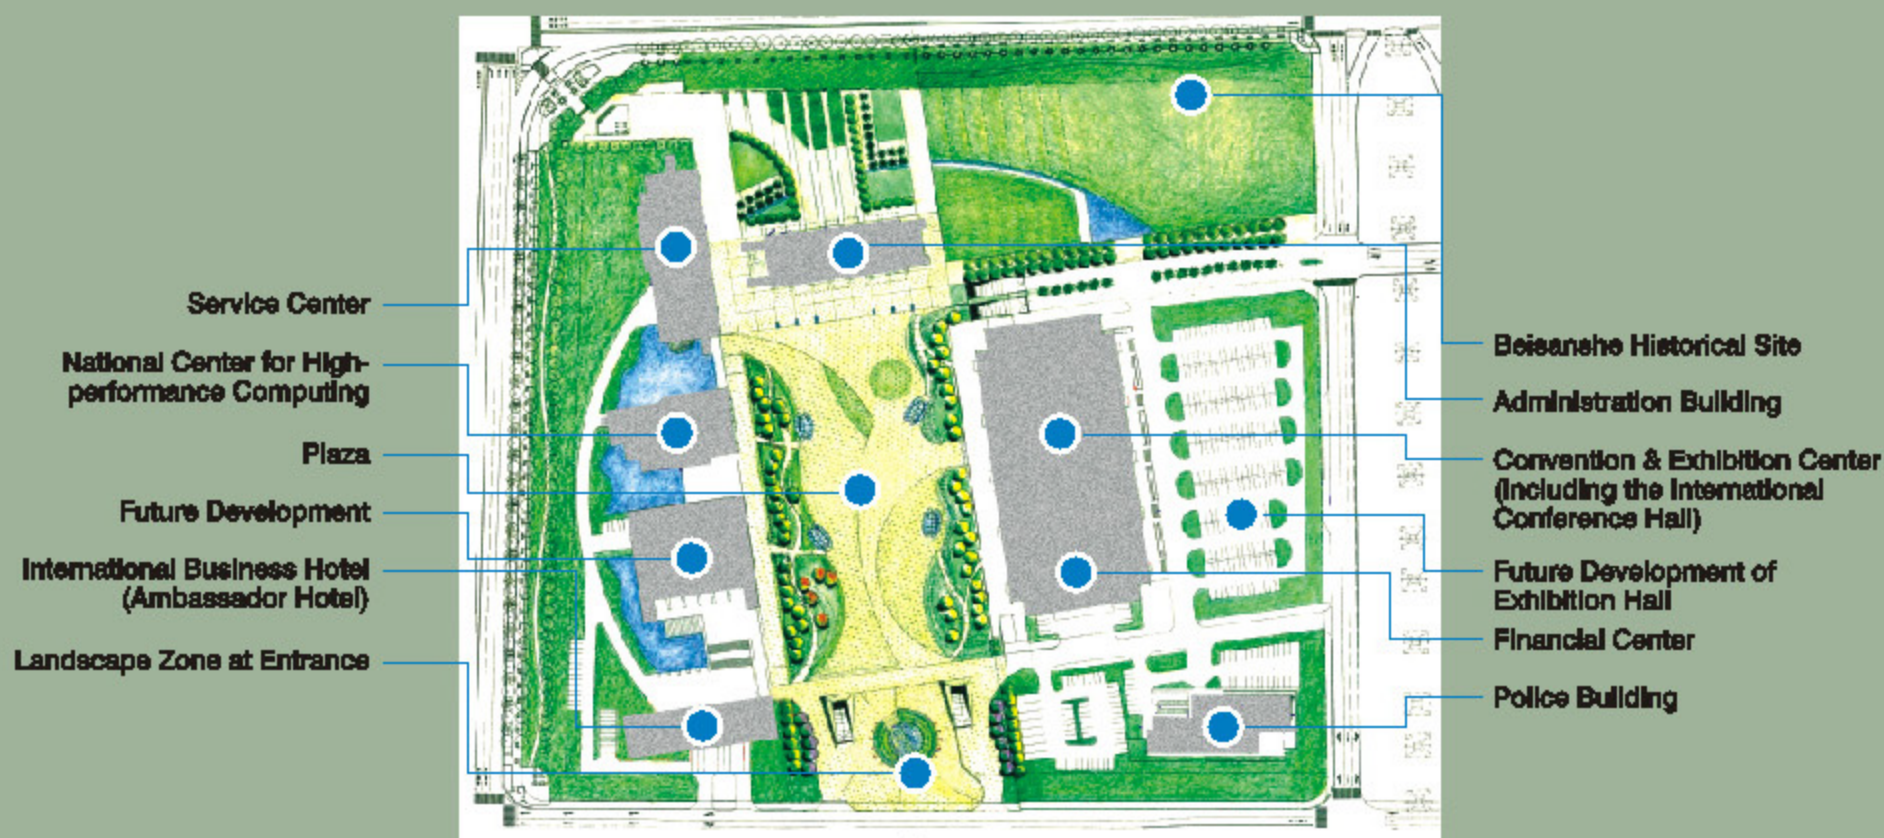 Service Center
National Center for High-
performance Computing
Plaza
Future Development
International Business Hotel
(Ambassador Hotel)
Landscape Zone at Entrance
Beisanshe Historical Site
Administration Building
Convention & Exhibition Center
(Including the International
Conference Hall)
Future Development of
Exhibition Hall
Financial Center
Police Building